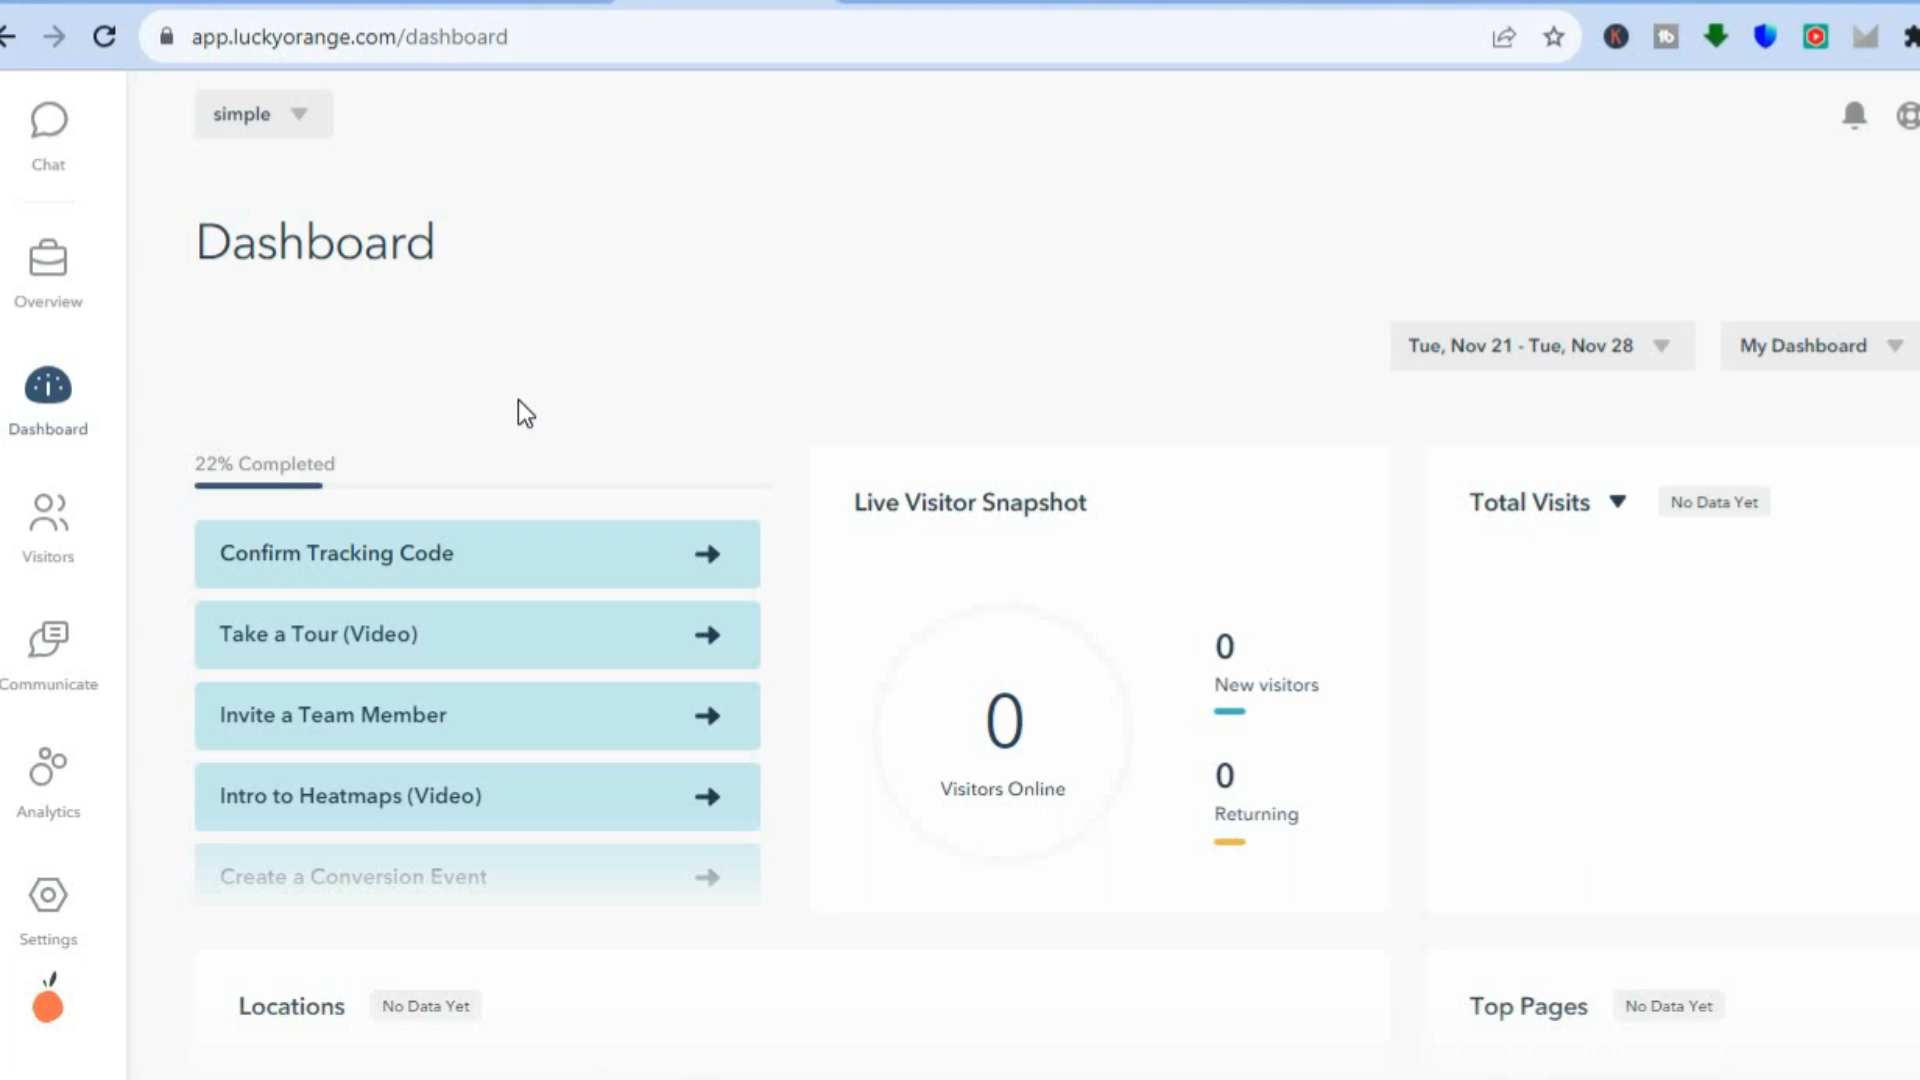 app.luckyorange.com/dashboard
simple
Chat
Overview
Dashboard
Visitors
Communicate
Analytics
Settings
Dashboard
Tue, Nov 21 - Tue, Nov 28
My Dashboard
22% Completed
Confirm Tracking Code
Take a Tour (Video)
Invite a Team Member
Intro to Heatmaps (Video)
Create a Conversion Event
Live Visitor Snapshot
0
Visitors Online
0
New visitors
0
Returning
Total Visits
No Data Yet
Locations
No Data Yet
Top Pages
No Data Yet